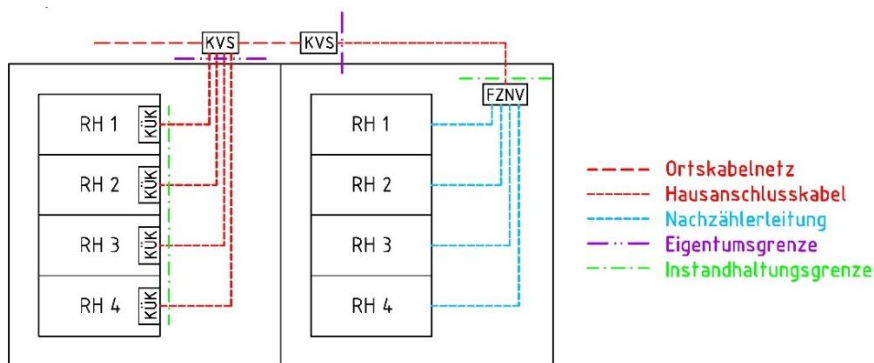 KVS
KVS
FZNV
RH 1
KÜK
RH 1
RH 2
KÜK
RH 2
RH 3
KÜK
RH 3
RH 4
KÜK
RH 4
Ortskabelnetz
Hausanschlusskabel
Nachzählerleitung
Eigentumsgrenze
Instandhaltungsgrenze